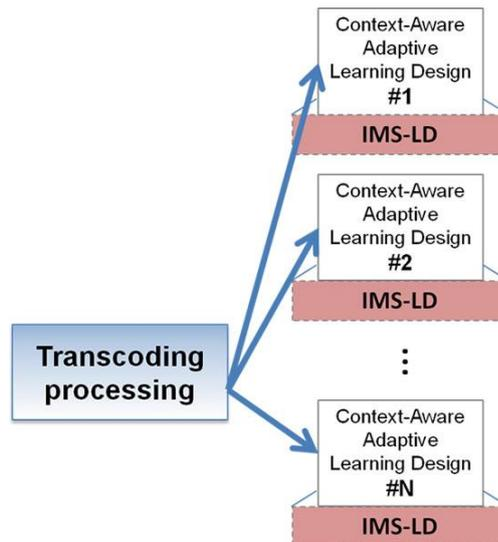 Context-Aware
Adaptive
Learning Design
#1
IMS-LD
Context-Aware
Adaptive
Learning Design
#2
IMS-LD
Transcoding
processing
Context-Aware
Adaptive
Learning Design
#N
IMS-LD